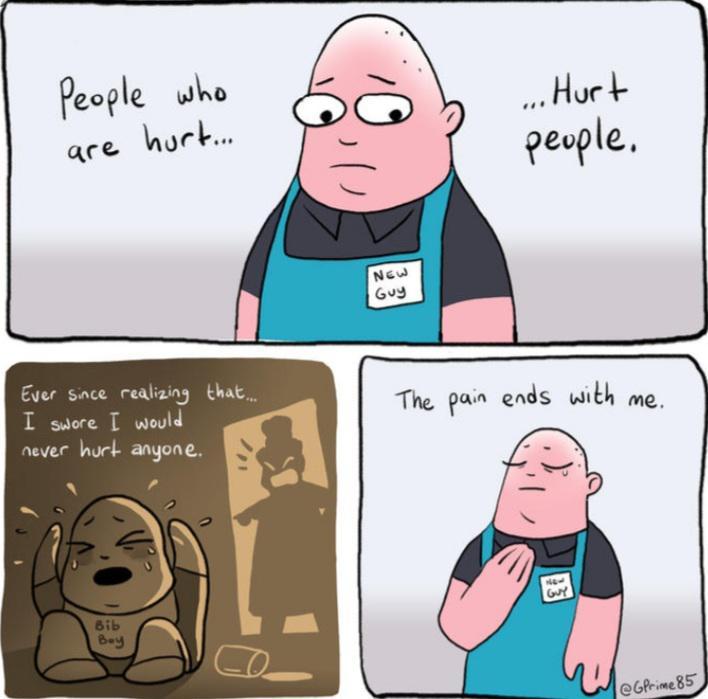 People who
are hurt...
...Hurt
people.
NEW
GUY
Ever since realizing that...
I swore I would
never hurt anyone.
Bib
Boy
The pain ends with me.
NEW
GUY
@GPrime85